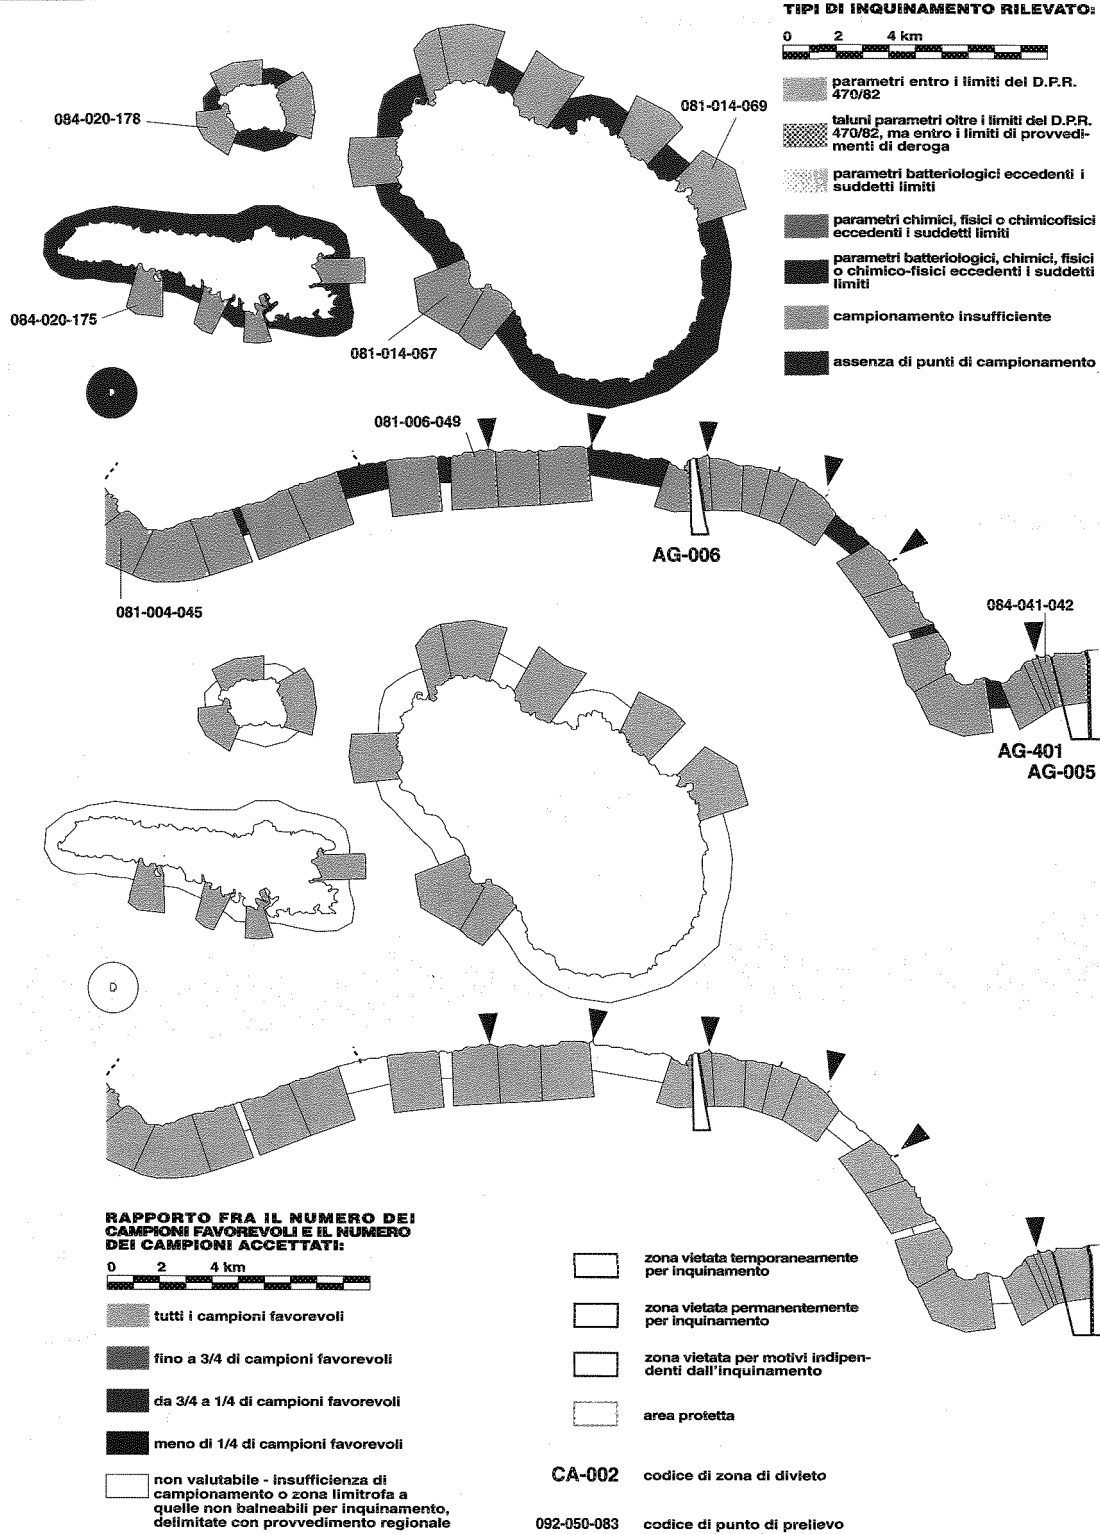 TIPI DI INQUINAMENTO RILEVATO:
0 2 4 km
parametri entro i limiti del D.P.R.
470/82
taluni parametri oltre i limiti del D.P.R.
470/82, ma entro i limiti di provvedi-
menti di deroga
parametri batteriologici eccedenti i
suddetti limiti
parametri chimici, fisici o chimicofisici
eccedenti i suddetti limiti
parametri batteriologici, chimici, fisici
o chimico-fisici eccedenti i suddetti
limiti
campionamento insufficiente
assenza di punti di campionamento
084-020-178
081-014-069
084-020-175
081-014-067
D
081-006-049
AG-006
081-004-045
084-041-042
AG-401
AG-005
D
RAPPORTO FRA IL NUMERO DEI
CAMPIONI FAVOREVOLI E IL NUMERO
DEI CAMPIONI ACCETTATI:
0 2 4 km
tutti i campioni favorevoli
fino a 3/4 di campioni favorevoli
da 3/4 a 1/4 di campioni favorevoli
meno di 1/4 di campioni favorevoli
non valutabile - insufficienza di
campionamento o zona limitrofa a
quelle non balneabili per inquinamento,
delimitate con provvedimento regionale
zona vietata temporaneamente
per inquinamento
zona vietata permanentemente
per inquinamento
zona vietata per motivi indipen-
denti dall'inquinamento
area protetta
CA-002 codice di zona di divieto
092-050-083 codice di punto di prelievo